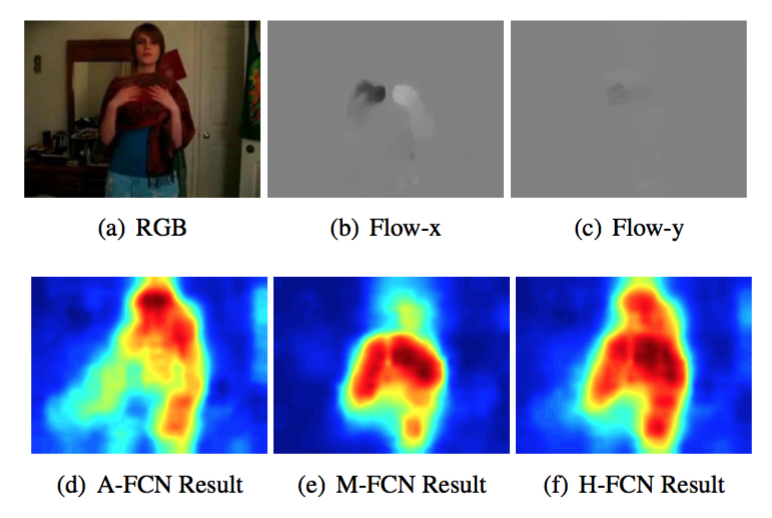 (a) RGB
(b) Flow-x
(c) Flow-y
(d) A-FCN Result
(e) M-FCN Result
(f) H-FCN Result